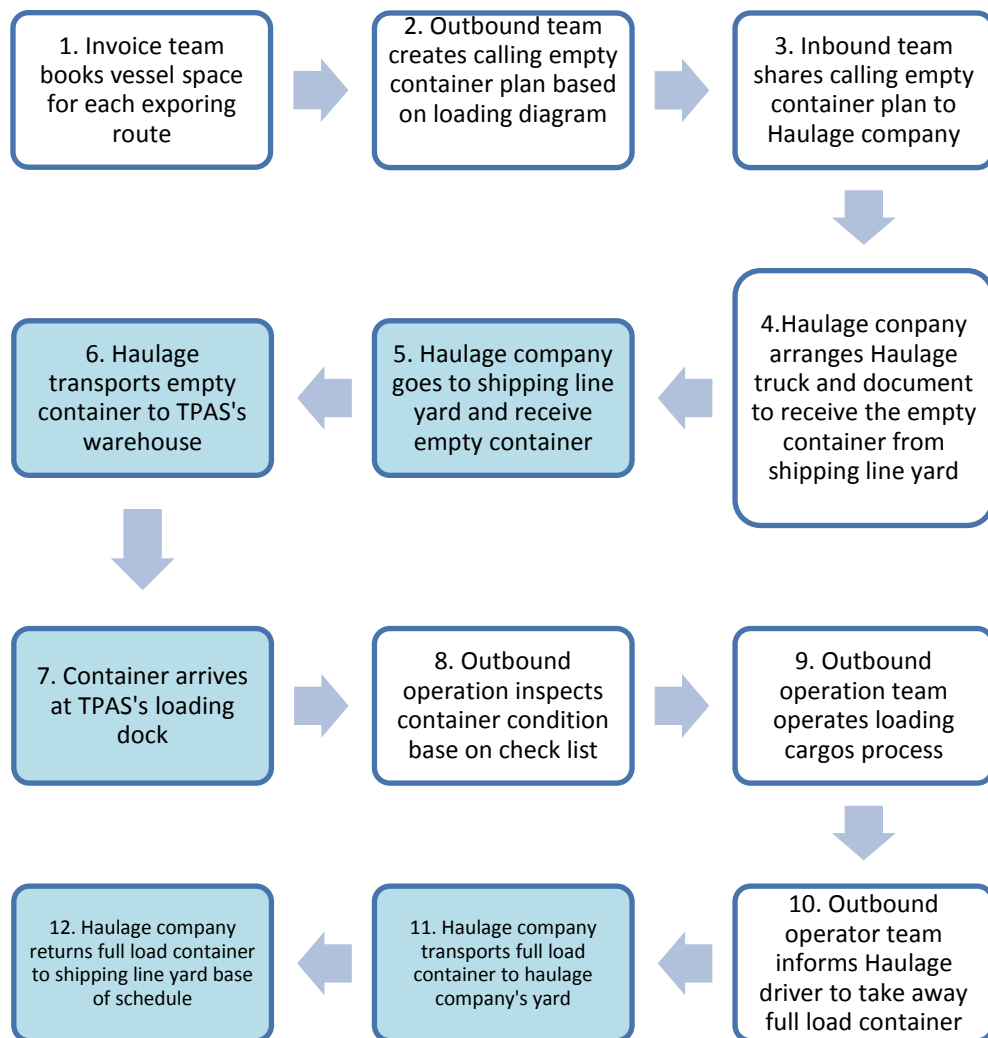 1. Invoice team
books vessel space
for each exporing
route
2. Outbound team
creates calling empty
container plan based
on loading diagram
3. Inbound team
shares calling empty
container plan to
Haulage company
4.Haulage conpany
arranges Haulage
truck and document
to receive the empty
container from
shipping line yard
5. Haulage company
goes to shipping line
yard and receive
empty container
6. Haulage
transports empty
container to TPAS's
warehouse
7. Container arrives
at TPAS's loading
dock
8. Outbound
operation inspects
container condition
base on check list
9. Outbound
operation team
operates loading
cargos process
10. Outbound
operator team
informs Haulage
driver to take away
full load container
11. Haulage company
transports full load
container to haulage
company's yard
12. Haulage company
returns full load container
to shipping line yard base
of schedule